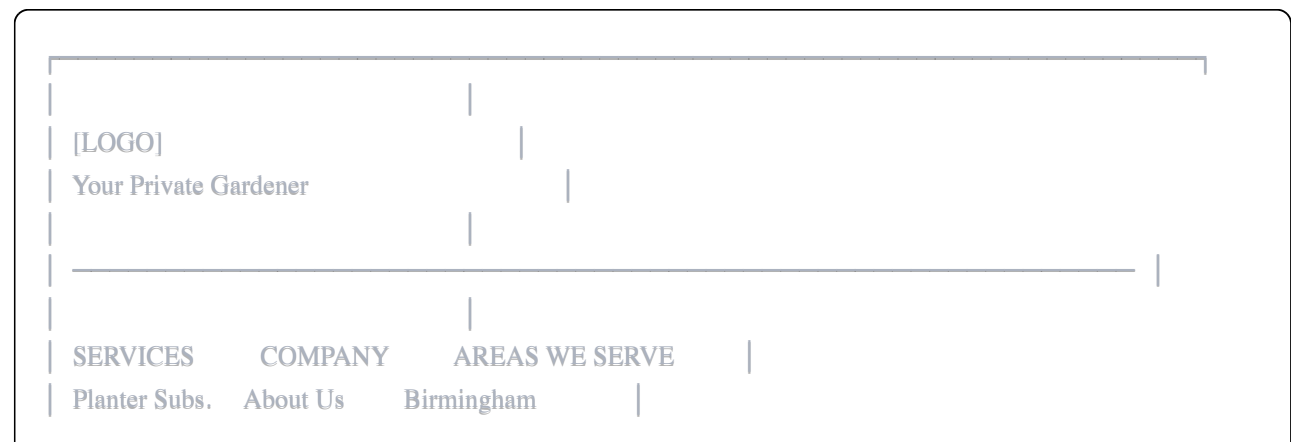 [LOGO]
Your Private Gardener
SERVICES COMPANY AREAS WE SERVE
Planter Subs. About Us Birmingham